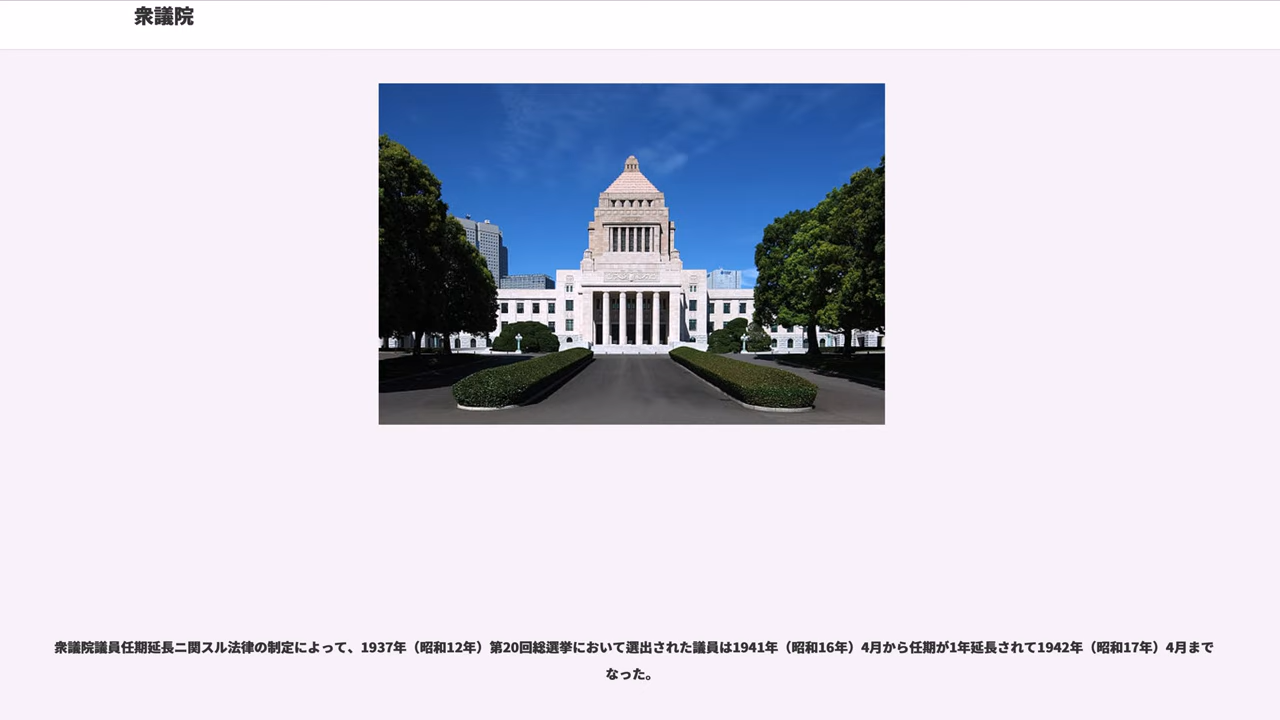 衆議院
衆議院議員任期延長ニ関スル法律の制定によって、1937年（昭和12年）第20回総選挙において選出された議員は1941年（昭和16年）4月から任期が1年延長されて1942年（昭和17年）4月まで
なった。